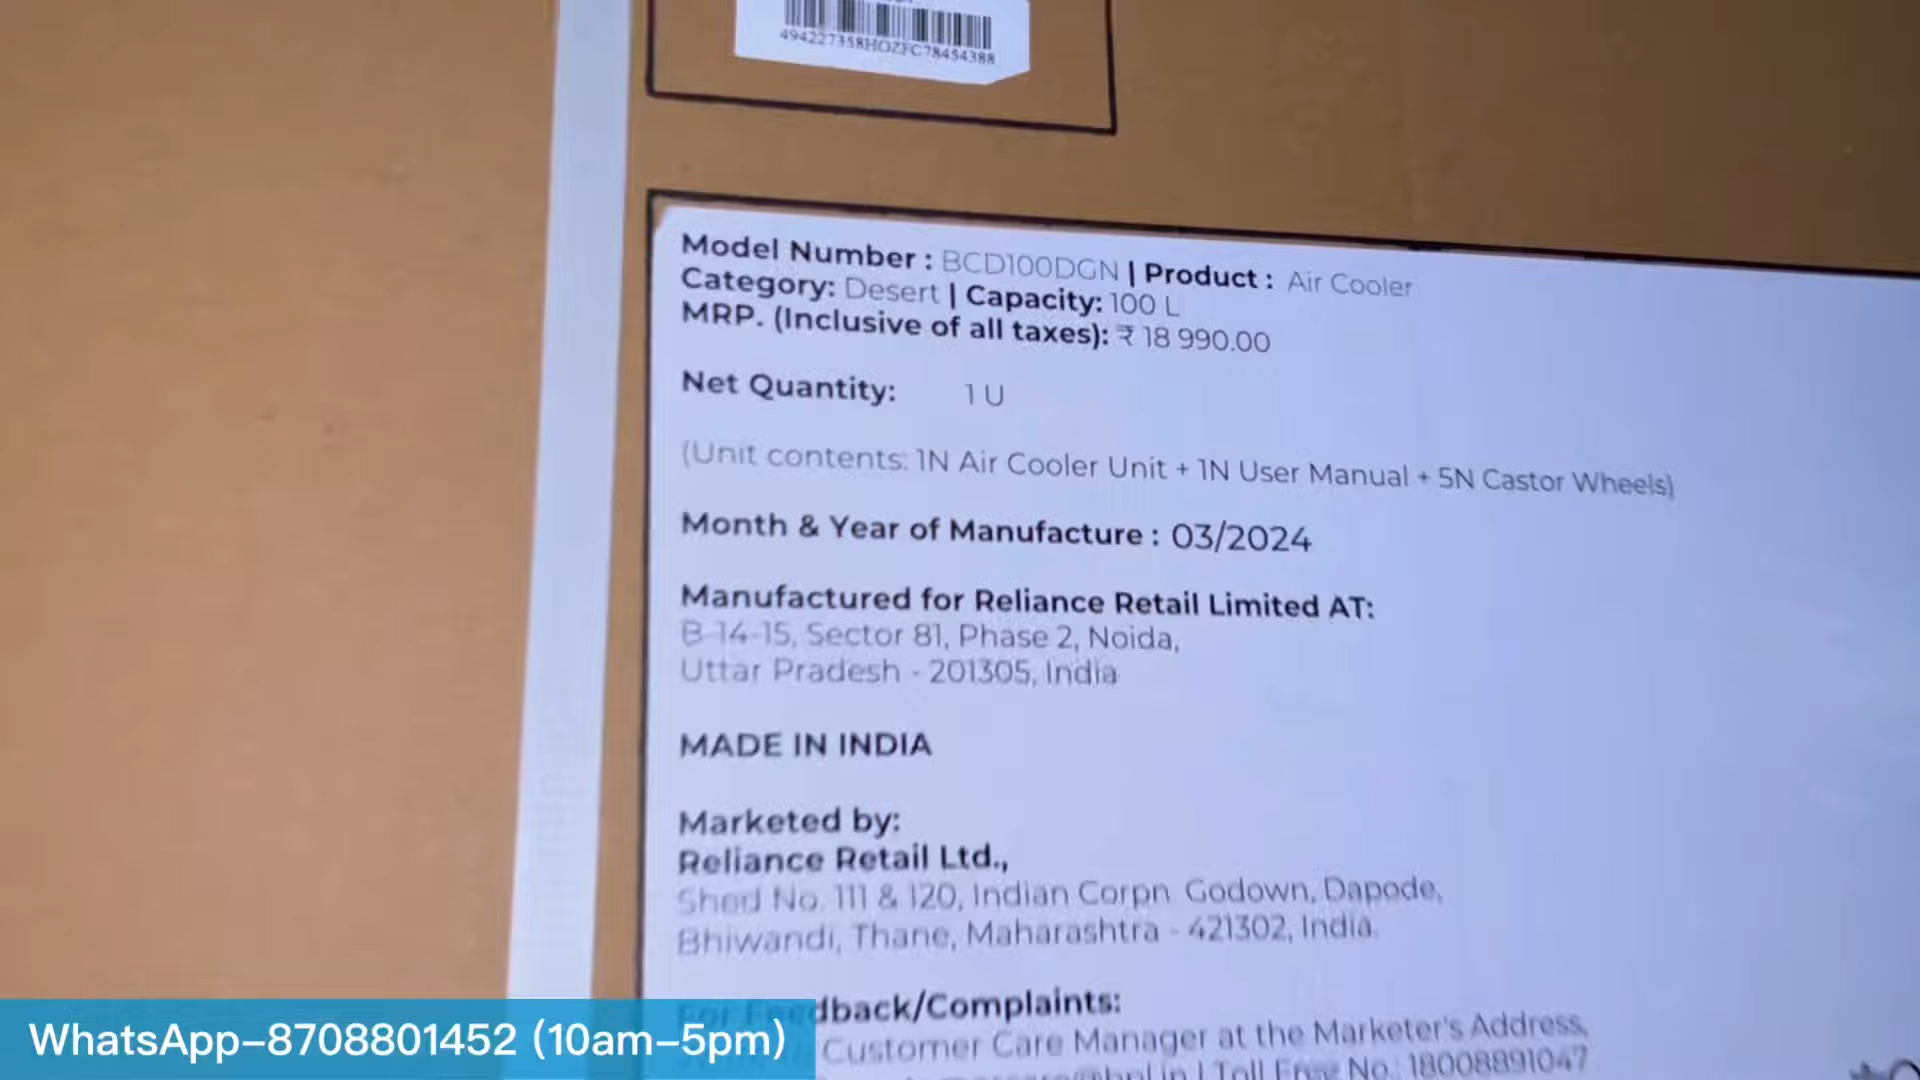 494227358HOZFC78454388
Model Number : BCD100DGN | Product : Air Cooler
Category: Desert | Capacity: 100 L
MRP. (Inclusive of all taxes): ₹ 18 990.00
Net Quantity: 1 U
(Unit contents: 1N Air Cooler Unit + 1N User Manual + 5N Castor Wheels)
Month & Year of Manufacture : 03/2024
Manufactured for Reliance Retail Limited AT:
B-14-15, Sector 81, Phase 2, Noida,
Uttar Pradesh - 201305, India
MADE IN INDIA
Marketed by:
Reliance Retail Ltd.,
Shed No. 111 & 120, Indian Corpn Godown, Dapode,
Bhiwandi, Thane, Maharashtra - 421302, India.
For Feedback/Complaints:
Customer Care Manager at the Marketer's Address,
| Toll Free No.: 18008891047
WhatsApp-8708801452 (10am-5pm)